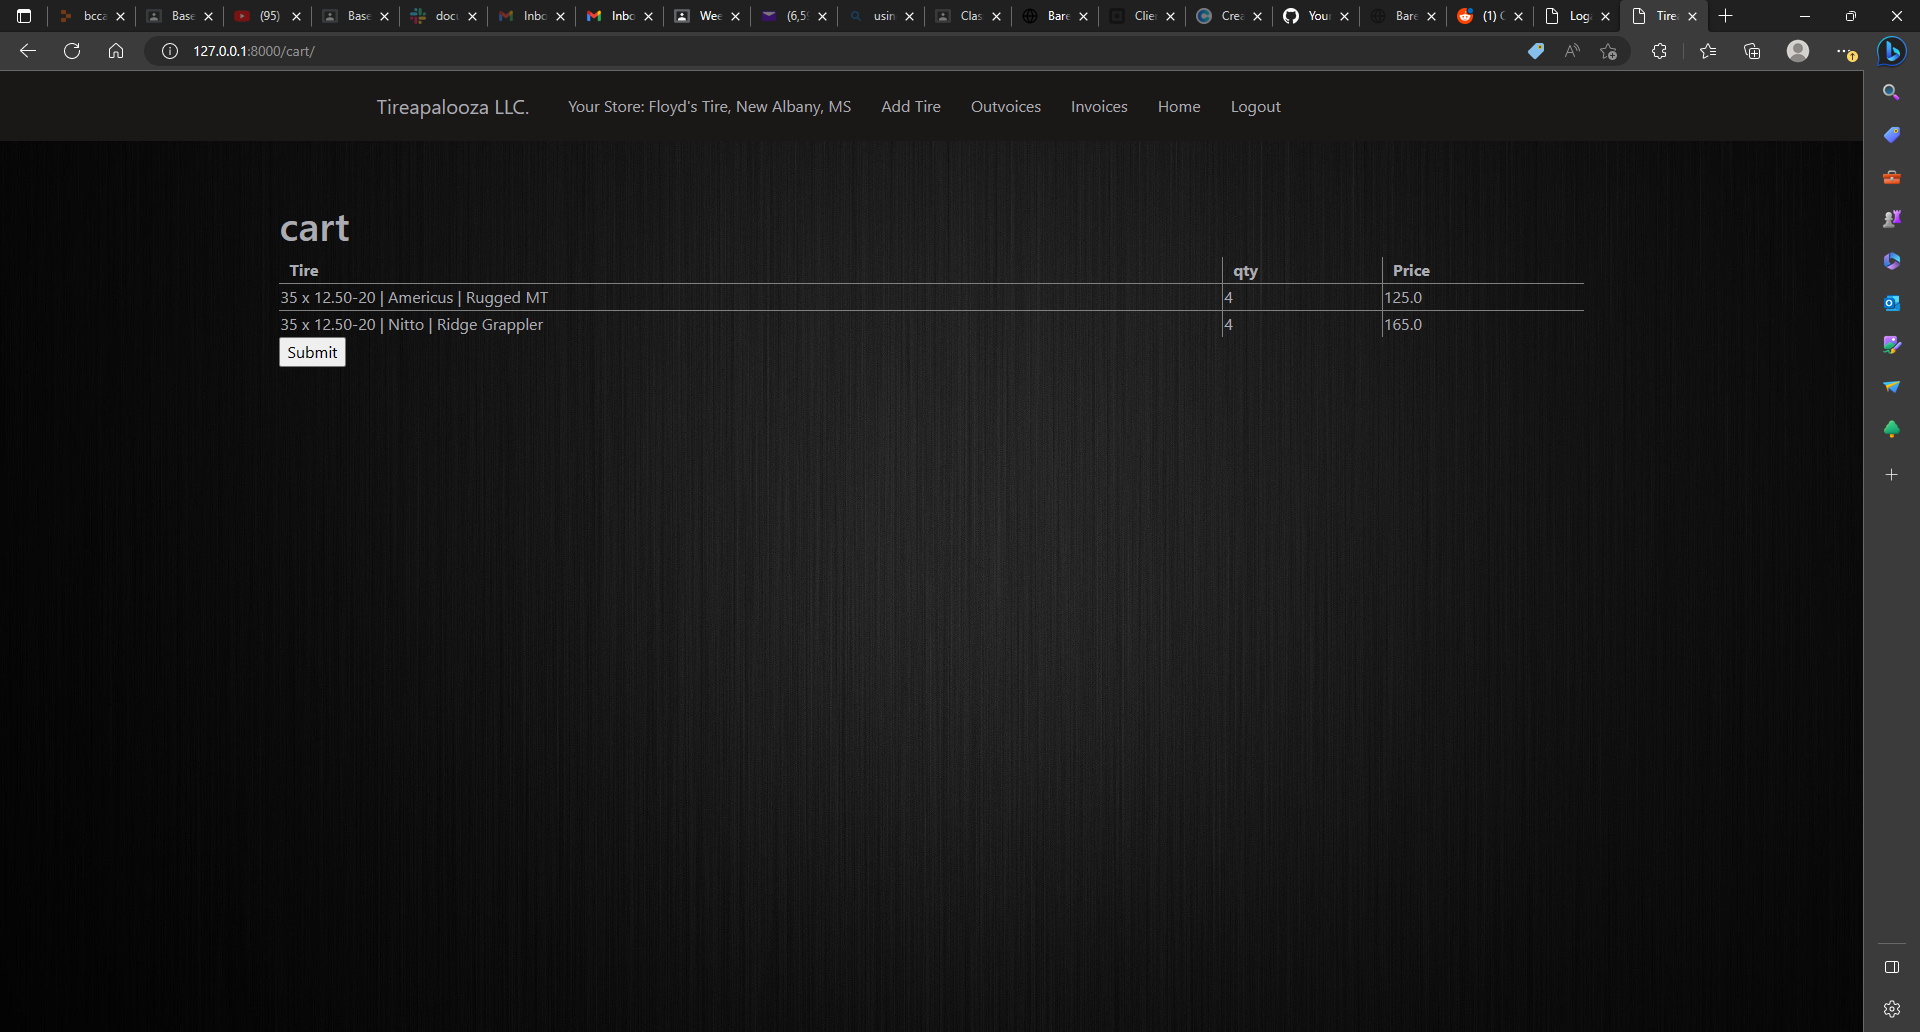 bcca Base (95) Base docu Inbo Inbo Wee (6,5 usin Clas Bare Clie Crea You Bare (1) Log Tire
127.0.0.1:8000/cart/
Tireapalooza LLC. Your Store: Floyd's Tire, New Albany, MS Add Tire Outvoices Invoices Home Logout
cart
Tire qty Price
35 x 12.50-20 | Americus | Rugged MT 4 125.0
35 x 12.50-20 | Nitto | Ridge Grappler 4 165.0
Submit